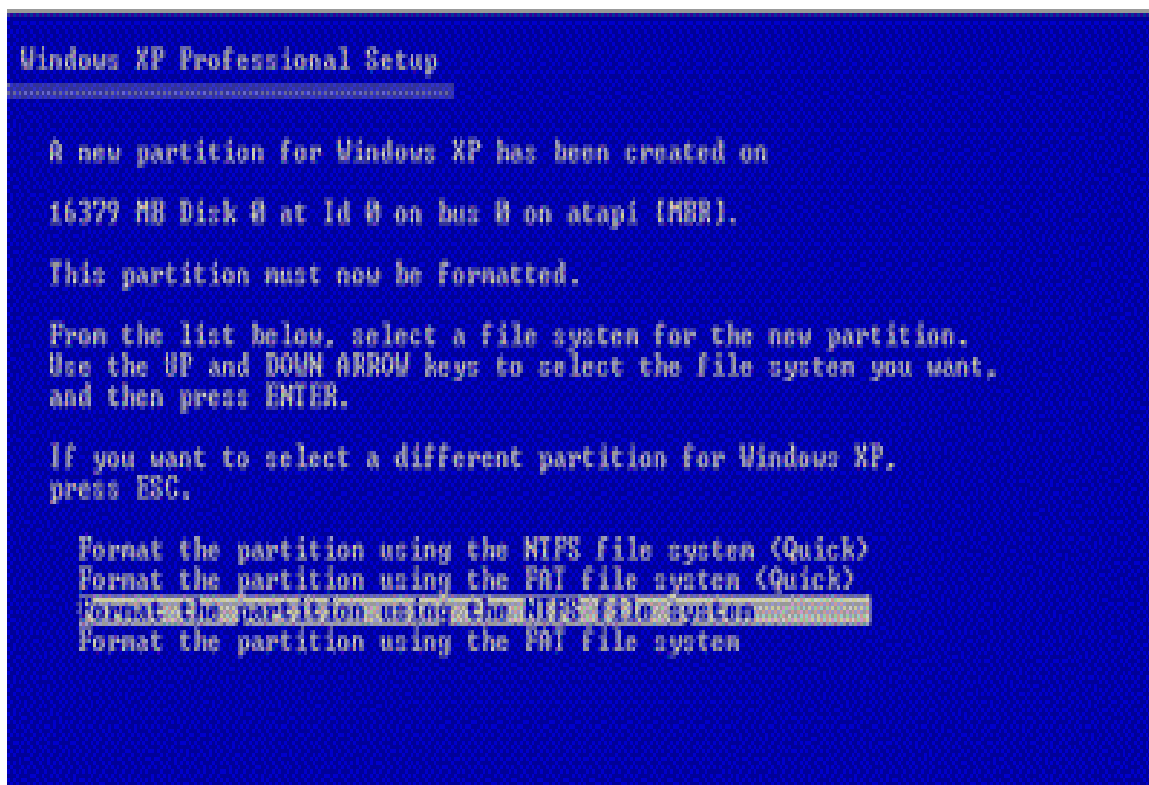 Windows XP Professional Setup
A new partition for Windows XP has been created on
16379 MB Disk 0 at Id 0 on bus 0 on atapi [MBR].
This partition must now be formatted.
From the list below, select a file system for the new partition.
Use the UP and DOWN ARROW keys to select the file system you want,
and then press ENTER.
If you want to select a different partition for Windows XP,
press ESC.
Format the partition using the NTFS file system (Quick)
Format the partition using the FAT file system (Quick)
Format the partition using the NTFS file system
Format the partition using the FAT file system